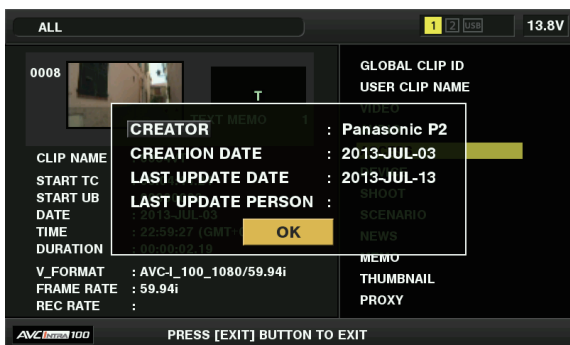 ALL
1 2 USB 13.8V
0008
T
TEXT MEMO 1
GLOBAL CLIP ID
USER CLIP NAME
VIDEO
CREATOR : Panasonic P2
CREATION DATE : 2013-JUL-03
LAST UPDATE DATE : 2013-JUL-13
LAST UPDATE PERSON :
OK
CLIP NAME
START TC
START UB
DATE : 2013-JUL-03
TIME : 22:59:27 (GMT+
DURATION : 00:00:02.19
V_FORMAT : AVC-I_100_1080/59.94i
FRAME RATE : 59.94i
REC RATE :
SHOOT
SCENARIO
NEWS
MEMO
THUMBNAIL
PROXY
AVC INTRA 100
PRESS [EXIT] BUTTON TO EXIT